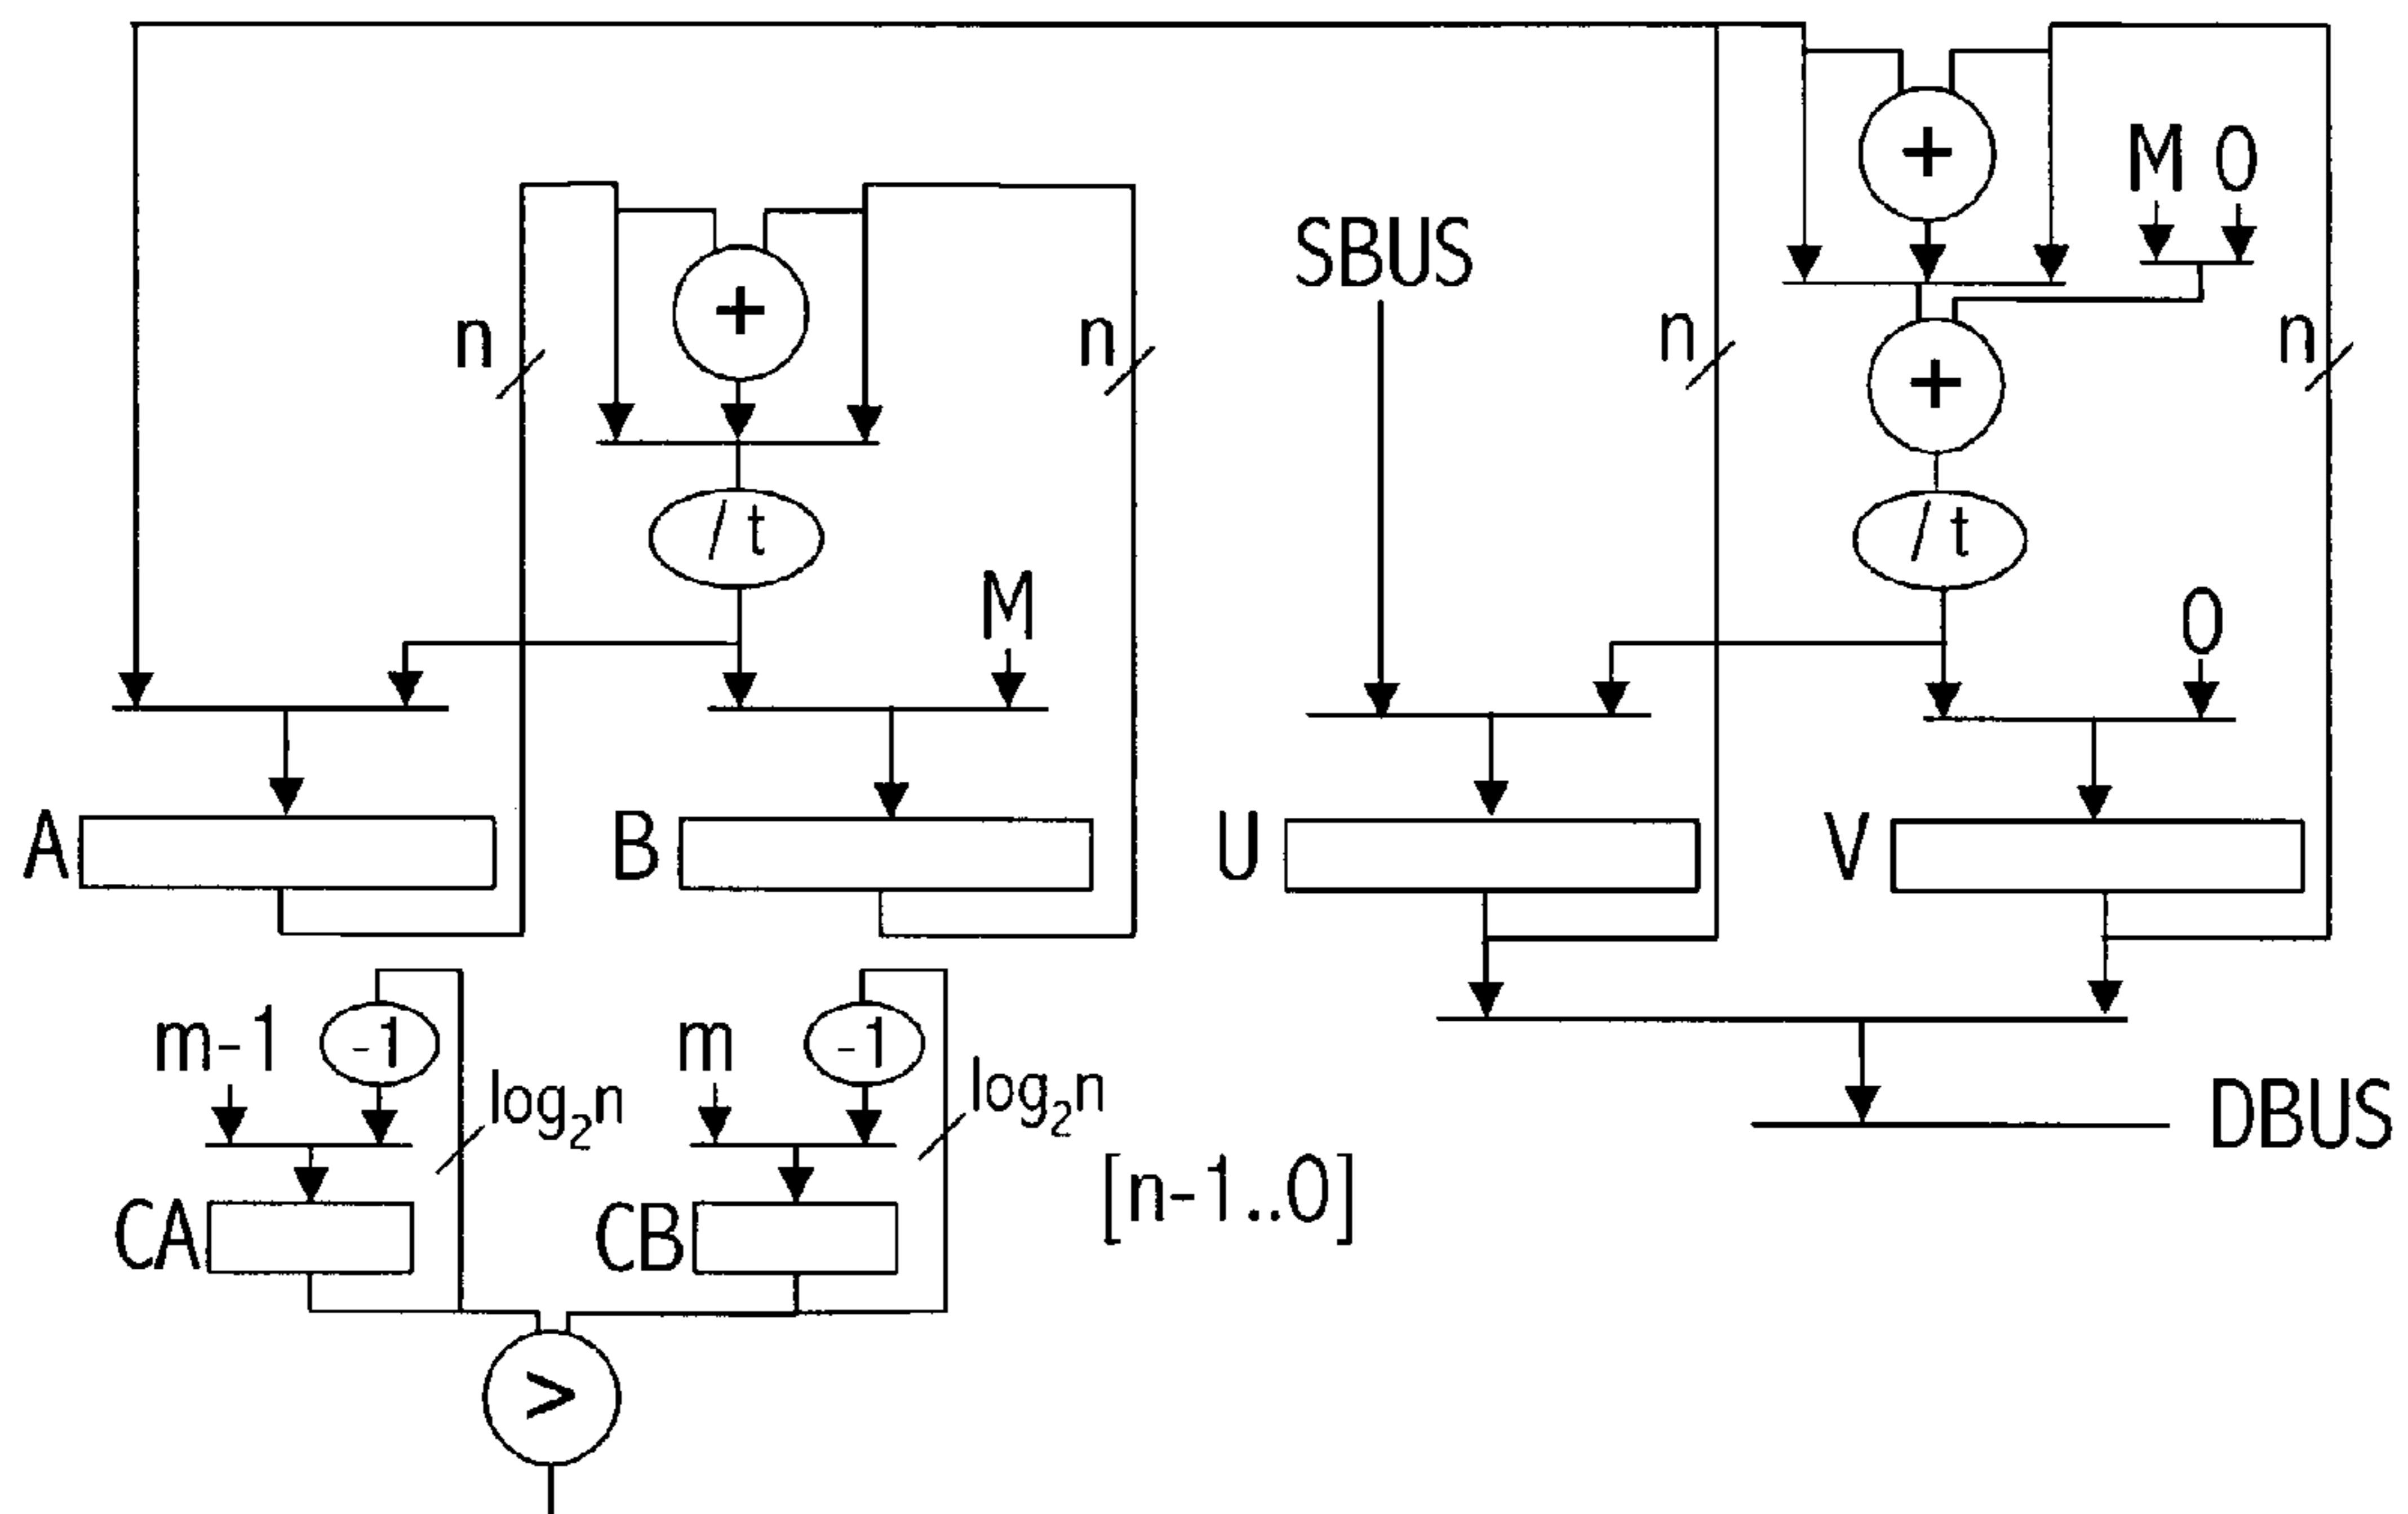 +
M 0
SBUS
n
+
n
n
+
n
/t
/t
M
0
A
B
U
V
m-1
-1
m
-1
log2n
log2n
DBUS
[n-1..0]
CA
CB
>